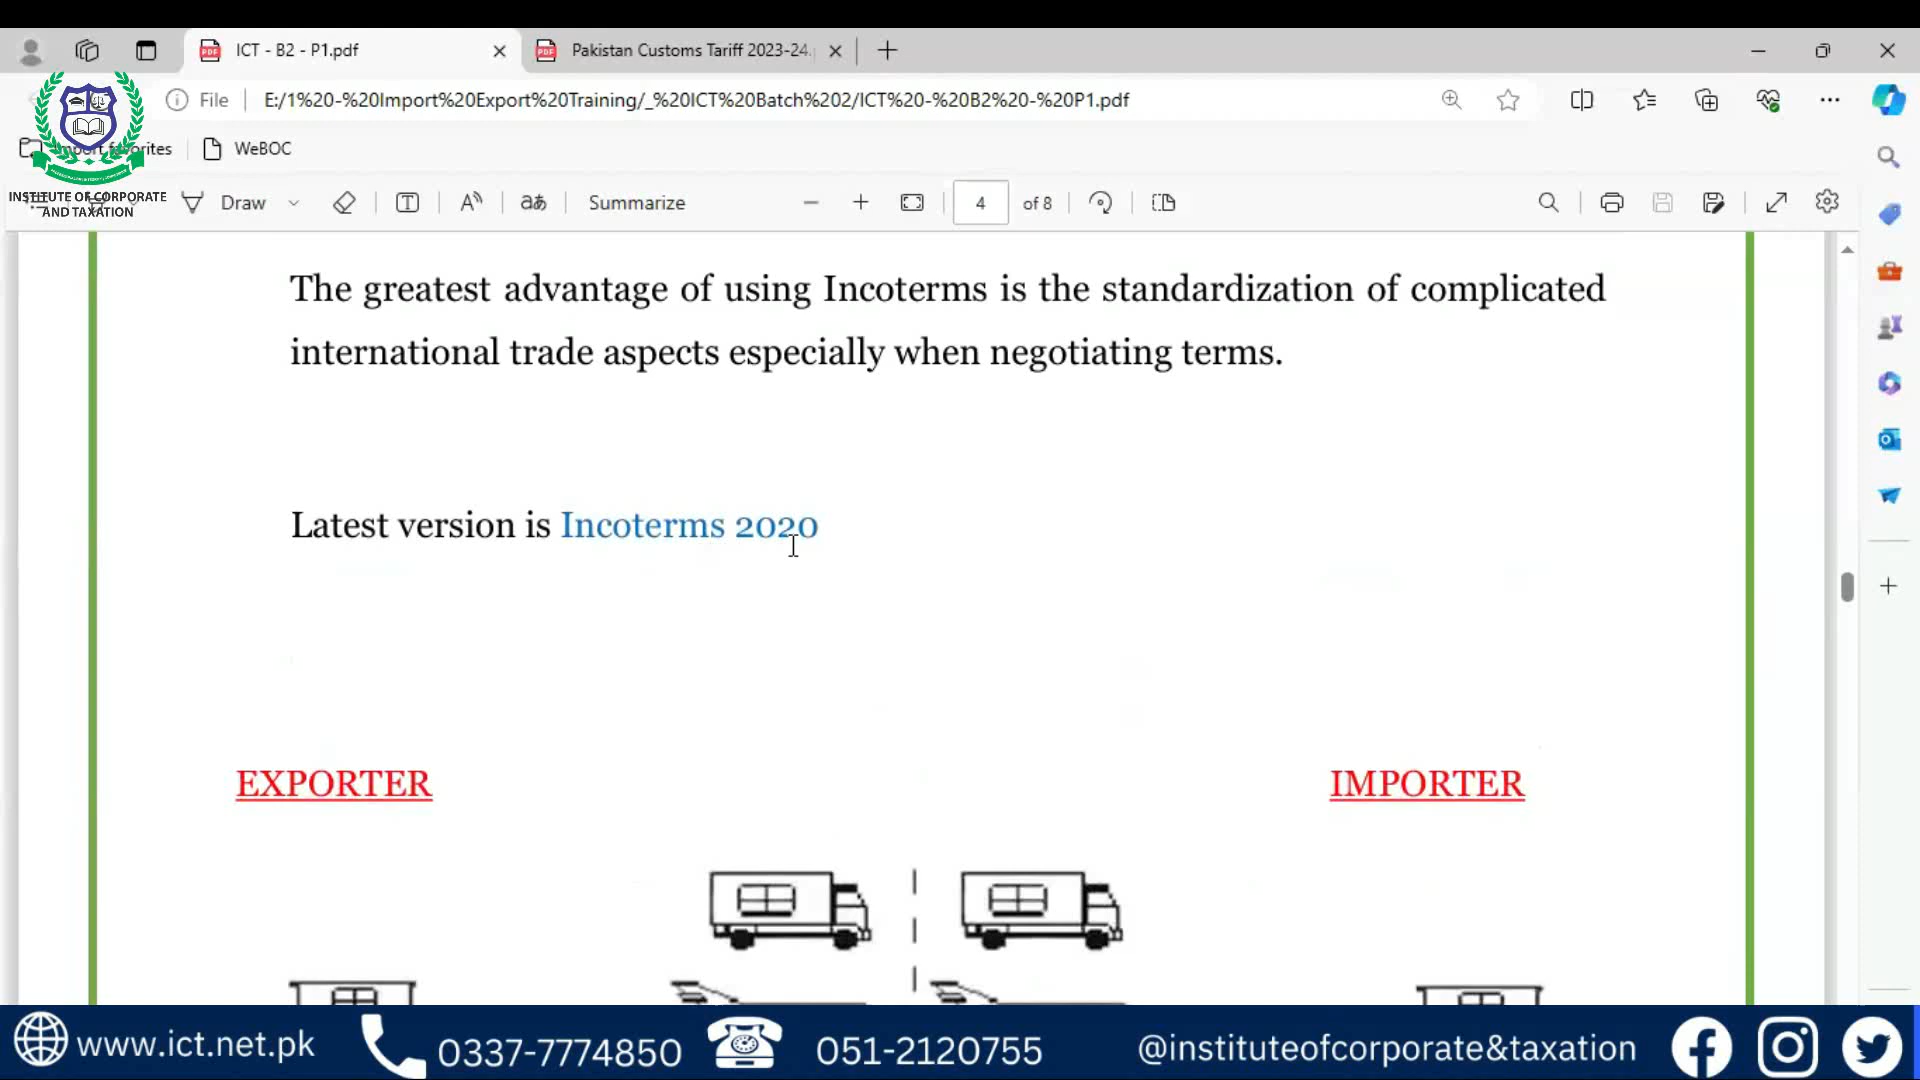 ICT - B2 - P1.pdf
Pakistan Customs Tariff 2023-24.
File
E:/1%20-%20Import%20Export%20Training/_%20ICT%20Batch%202/ICT%20-%20B2%20-%20P1.pdf
Import favorites
WeBOC
INSTITUTE OF CORPORATE
AND TAXATION
Draw
Summarize
4
of 8
The greatest advantage of using Incoterms is the standardization of complicated
international trade aspects especially when negotiating terms.
Latest version is Incoterms 2020
EXPORTER
IMPORTER
www.ict.net.pk
0337-7774850
051-2120755
@instituteofcorporate&taxation